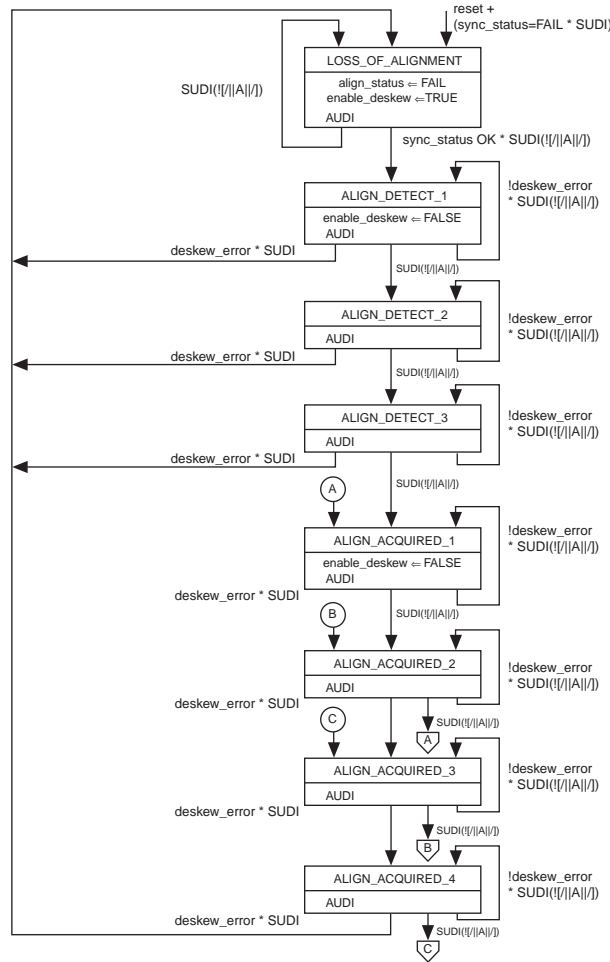 reset +
(sync_status=FAIL * SUDI)
LOSS_OF_ALIGNMENT
SUDI(![/||A||/])
align_status ⇐ FAIL
enable_deskew ⇐TRUE
AUDI
sync_status OK * SUDI(![/||A||/])
ALIGN_DETECT_1
!deskew_error
* SUDI(![/||A||/])
enable_deskew ⇐ FALSE
AUDI
deskew_error * SUDI
SUDI(![/||A||/])
ALIGN_DETECT_2
!deskew_error
* SUDI(![/||A||/])
AUDI
deskew_error * SUDI
SUDI(![/||A||/])
ALIGN_DETECT_3
!deskew_error
* SUDI(![/||A||/])
AUDI
deskew_error * SUDI
SUDI(![/||A||/])
A
ALIGN_ACQUIRED_1
!deskew_error
* SUDI(![/||A||/])
enable_deskew ⇐ FALSE
AUDI
deskew_error * SUDI
SUDI(![/||A||/])
B
ALIGN_ACQUIRED_2
!deskew_error
* SUDI(![/||A||/])
AUDI
deskew_error * SUDI
SUDI(![/||A||/])
A
C
ALIGN_ACQUIRED_3
!deskew_error
* SUDI(![/||A||/])
AUDI
deskew_error * SUDI
SUDI(![/||A||/])
B
ALIGN_ACQUIRED_4
!deskew_error
* SUDI(![/||A||/])
AUDI
deskew_error * SUDI
SUDI(![/||A||/])
C